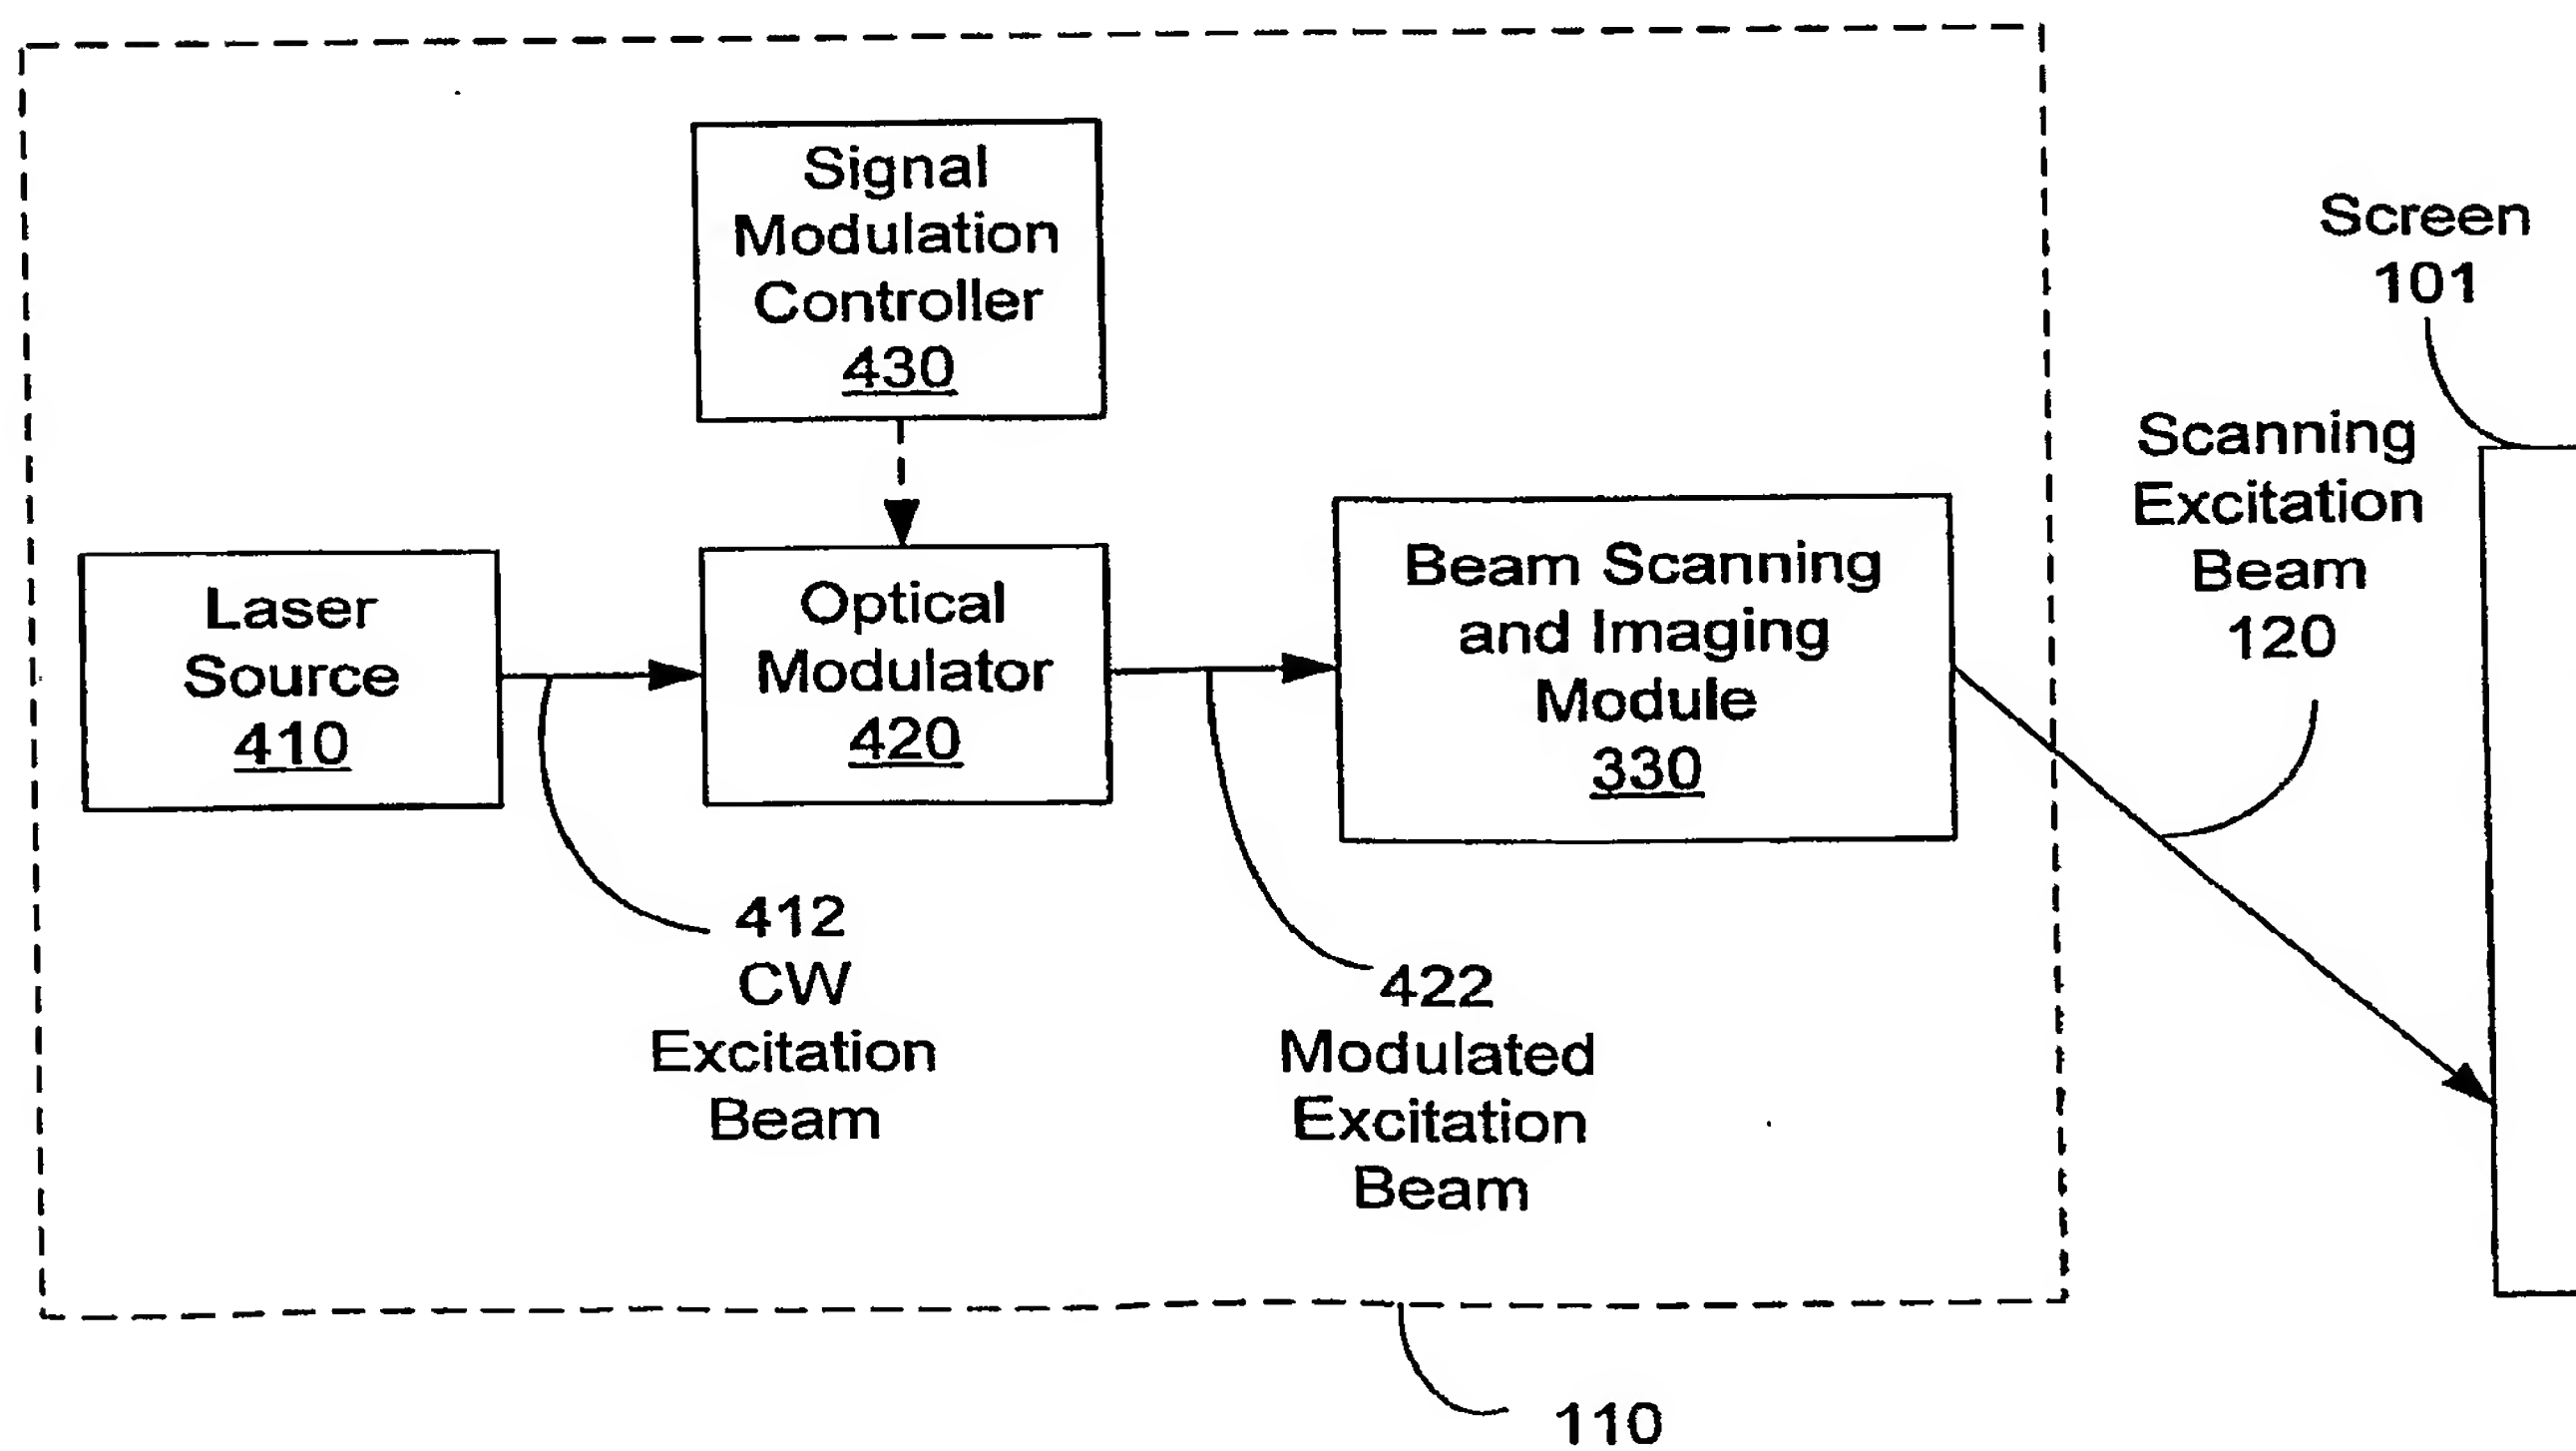 Signal
Modulation
Controller
430
Screen
101
Scanning
Excitation
Beam
120
Laser
Source
410
Optical
Modulator
420
Beam Scanning
and Imaging
Module
330
412
CW
Excitation
Beam
422
Modulated
Excitation
Beam
110